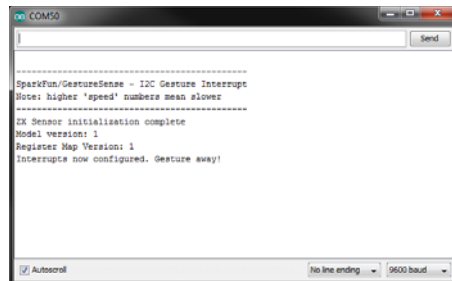 COM50
Send
--------------------------------------------
SparkFun/GestureSense - I2C Gesture Interrupt
Note: higher 'speed' numbers mean slower
--------------------------------------------
ZX Sensor initialization complete
Model version: 1
Register Map Version: 1
Interrupts now configured. Gesture away!
Autoscroll
No line ending
9600 baud